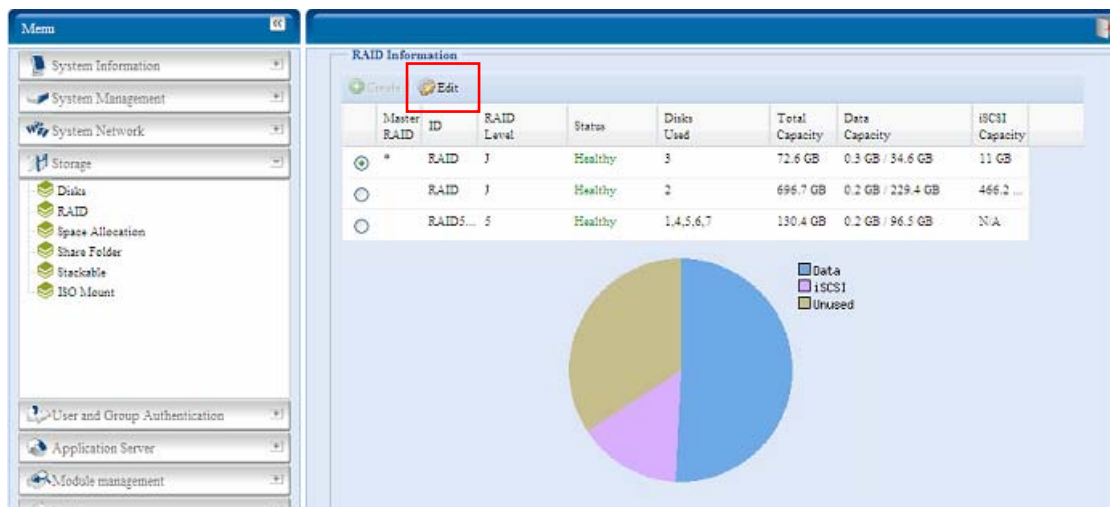 Menu
System Information
System Management
System Network
Storage
Disks
RAID
Space Allocation
Share Folder
Stackable
ISO Mount
User and Group Authentication
Application Server
Module management
RAID Information
Create Edit
Master RAID ID RAID Level Status Disks Used Total Capacity Data Capacity iSCSI Capacity
* RAID J Healthy 3 72.6 GB 0.3 GB / 34.6 GB 11 GB
RAID J Healthy 2 696.7 GB 0.2 GB / 229.4 GB 466.2 ...
RAID5... 5 Healthy 1,4,5,6,7 130.4 GB 0.2 GB / 96.5 GB N/A
Data
iSCSI
Unused